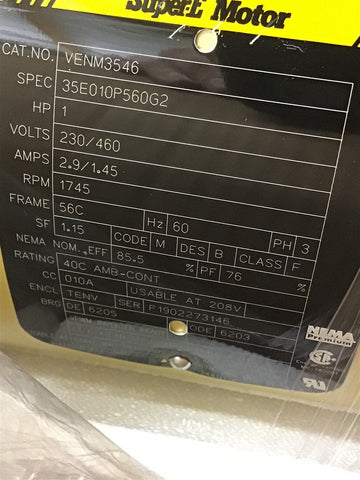 SuperE Motor
CAT.NO. VENM3546
SPEC 35E010P560G2
HP 1
VOLTS 230/460
AMPS 2.9/1.45
RPM 1745
FRAME 56C Hz 60 PH 3
SF 1.15 CODE M DES B CLASS F
NEMA NOM. EFF 85.5 % PF 76 %
RATING 40C AMB-CONT
CC 010A USABLE AT 208V
ENCL TENV SER F1902273146
BRG DE 6205 ODE 6203
NEMA
Premium